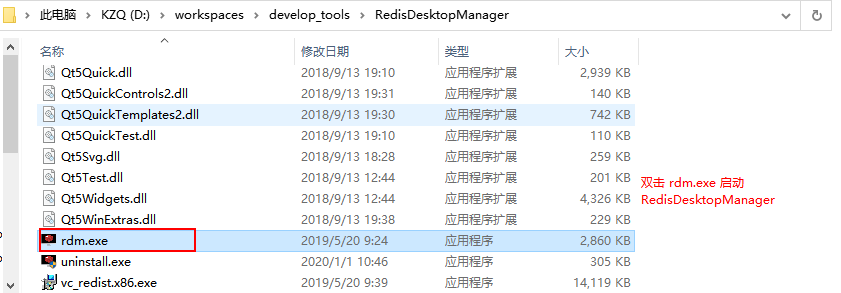 此电脑 > KZQ (D:) > workspaces > develop_tools > RedisDesktopManager
名称 修改日期 类型 大小
Qt5Quick.dll 2018/9/13 19:10 应用程序扩展 2,939 KB
Qt5QuickControls2.dll 2018/9/13 19:31 应用程序扩展 140 KB
Qt5QuickTemplates2.dll 2018/9/13 19:30 应用程序扩展 742 KB
Qt5QuickTest.dll 2018/9/13 19:10 应用程序扩展 110 KB
Qt5Svg.dll 2018/9/13 18:28 应用程序扩展 259 KB
Qt5Test.dll 2018/9/13 12:44 应用程序扩展 201 KB
Qt5Widgets.dll 2018/9/13 12:44 应用程序扩展 4,326 KB
Qt5WinExtras.dll 2018/9/13 19:38 应用程序扩展 229 KB
rdm.exe 2019/5/20 9:24 应用程序 2,860 KB
uninstall.exe 2020/1/1 10:46 应用程序 305 KB
vc_redist.x86.exe 2019/5/20 9:39 应用程序 14,119 KB
双击 rdm.exe 启动
RedisDesktopManager